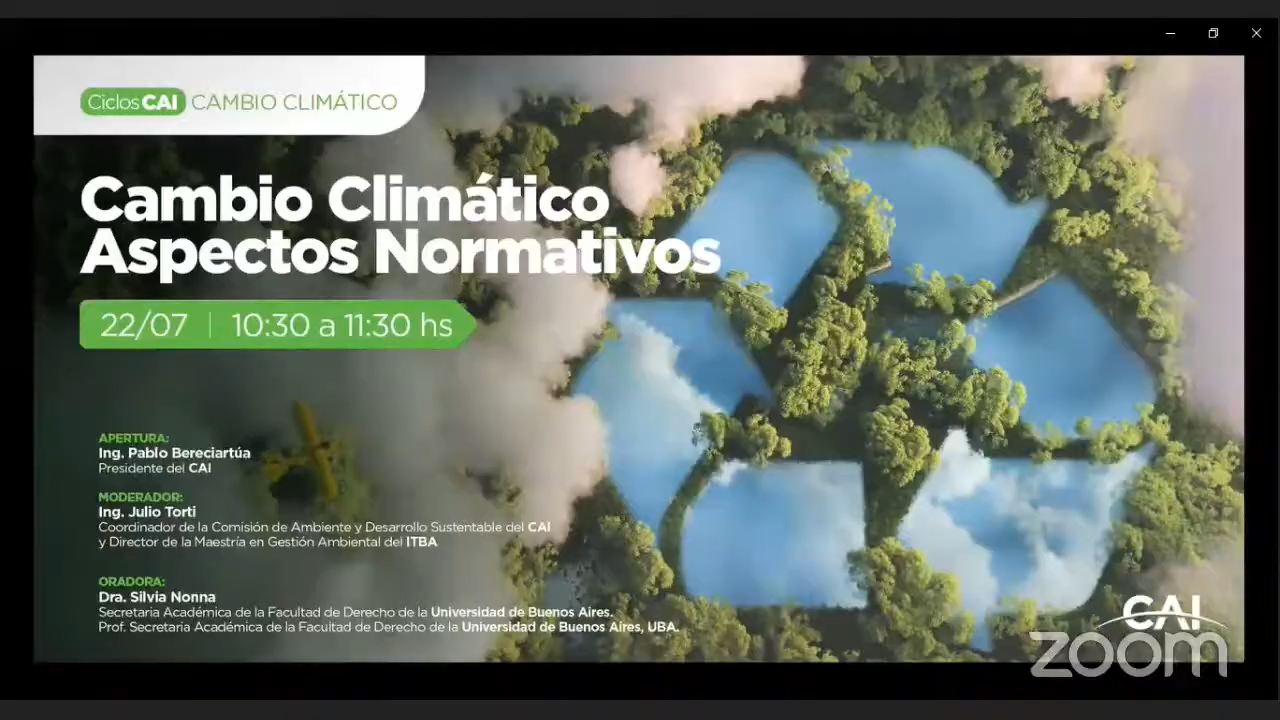 CiclosCAI CAMBIO CLIMÁTICO
Cambio Climático
Aspectos Normativos
22/07 | 10:30 a 11:30 hs
APERTURA:
Ing. Pablo Bereciartúa
Presidente del CAI
MODERADOR:
Ing. Julio Torti
Coordinador de la Comisión de Ambiente y Desarrollo Sustentable del CAI
y Director de la Maestría en Gestión Ambiental del ITBA
ORADORA:
Dra. Silvia Nonna
Secretaria Académica de la Facultad de Derecho de la Universidad de Buenos Aires.
Prof. Secretaria Académica de la Facultad de Derecho de la Universidad de Buenos Aires, UBA.
CAI
zoom